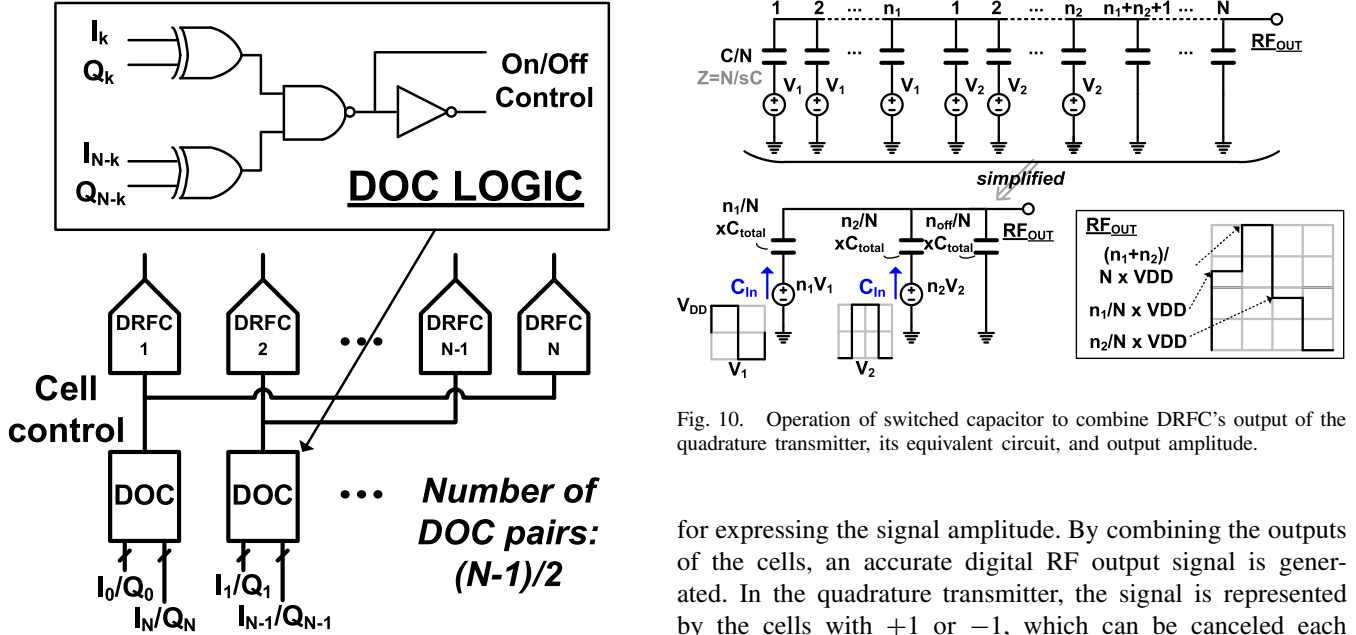 I_k
Q_k
I_{N-k}
Q_{N-k}
On/Off
Control
DOC LOGIC
DRFC
1
DRFC
2
•••
DRFC
N-1
DRFC
N
Cell
control
DOC
DOC
•••
Number of
DOC pairs:
(N-1)/2
I_0/Q_0
I_N/Q_N
I_1/Q_1
I_{N-1}/Q_{N-1}
1 2 ... n_1 1 2 ... n_2 n_1+n_2+1 ... N
RF_OUT
C/N
Z=N/sC
... ... ...
V_1 V_1 V_1 V_2 V_2 V_2
simplified
n_1/N
xC_total
n_2/N
xC_total
n_off/N
xC_total
RF_OUT
C_In
n_1V_1
C_In
n_2V_2
V_DD
V_1
V_2
RF_OUT
(n_1+n_2)/
N x VDD
n_1/N x VDD
n_2/N x VDD
Fig. 10. Operation of switched capacitor to combine DRFC's output of the
quadrature transmitter, its equivalent circuit, and output amplitude.
for expressing the signal amplitude. By combining the outputs
of the cells, an accurate digital RF output signal is gener-
ated. In the quadrature transmitter, the signal is represented
by the cells with +1 or −1, which can be canceled each